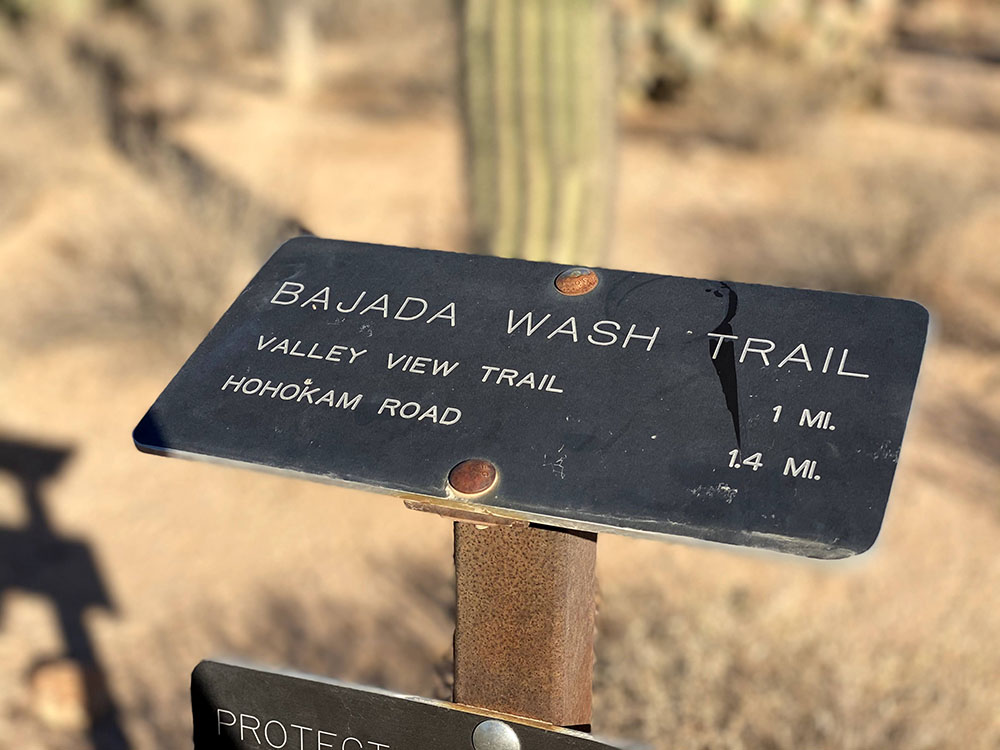 BAJADA WASH TRAIL
VALLEY VIEW TRAIL 1 MI.
HOHOKAM ROAD 1.4 MI.
PROTECT